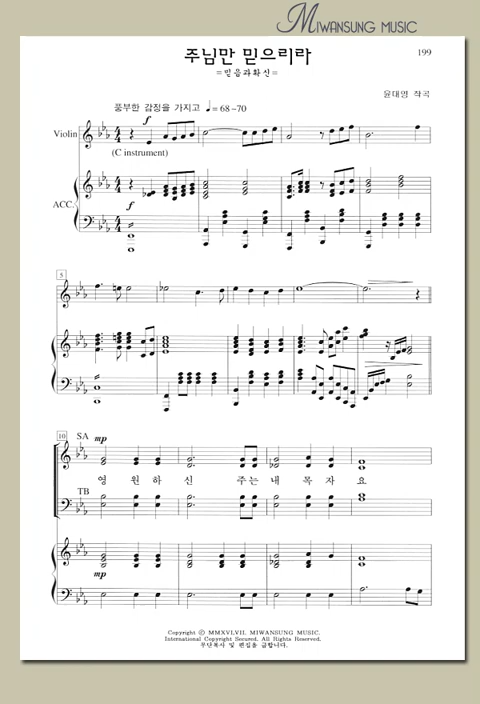 MIWANSUNG MUSIC
주님만 믿으리라
199
=믿음과확신=
윤대영 작곡
풍부한 감정을 가지고 ♩= 68~70
f
Violin
(C instrument)
ACC.
f
5
10
SA
mp
영 원 하 신 주는 내 목 자 요
TB
mp
Copyright ⓒ MMXVLVII. MIWANSUNG MUSIC.
International Copyright Secured. All Rights Reserved.
무단복사 및 편집을 금합니다.